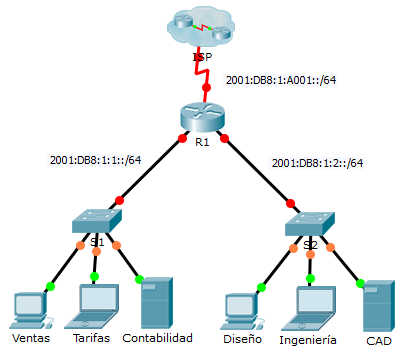 ISP
2001:DB8:1:A001::/64
R1
2001:DB8:1:1::/64
2001:DB8:1:2::/64
S1
S2
Ventas
Tarifas
Contabilidad
Diseño
Ingeniería
CAD